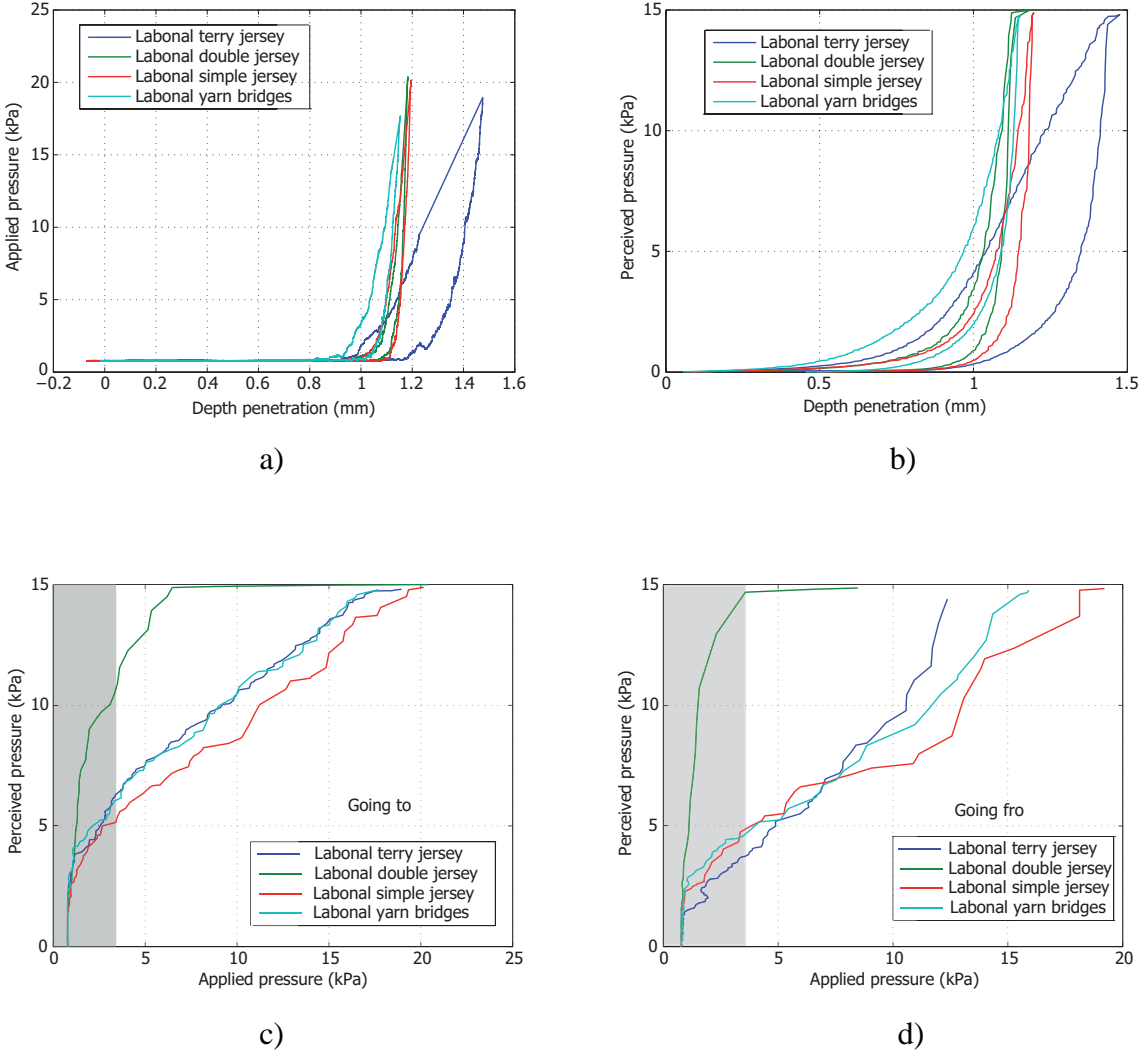 25
20
15
10
5
0
Applied pressure (kPa)
Labonal terry jersey
Labonal double jersey
Labonal simple jersey
Labonal yarn bridges
−0.2 0 0.2 0.4 0.6 0.8 1 1.2 1.4 1.6
Depth penetration (mm)
a)
15
10
5
0
Perceived pressure (kPa)
Labonal terry jersey
Labonal double jersey
Labonal simple jersey
Labonal yarn bridges
0.5 1 1.5
Depth penetration (mm)
b)
15
10
5
0
Perceived pressure (kPa)
Going to
Labonal terry jersey
Labonal double jersey
Labonal simple jersey
Labonal yarn bridges
0 5 10 15 20 25
Applied pressure (kPa)
c)
15
10
5
0
Perceived pressure (kPa)
Going fro
Labonal terry jersey
Labonal double jersey
Labonal simple jersey
Labonal yarn bridges
0 5 10 15 20
Applied pressure (kPa)
d)